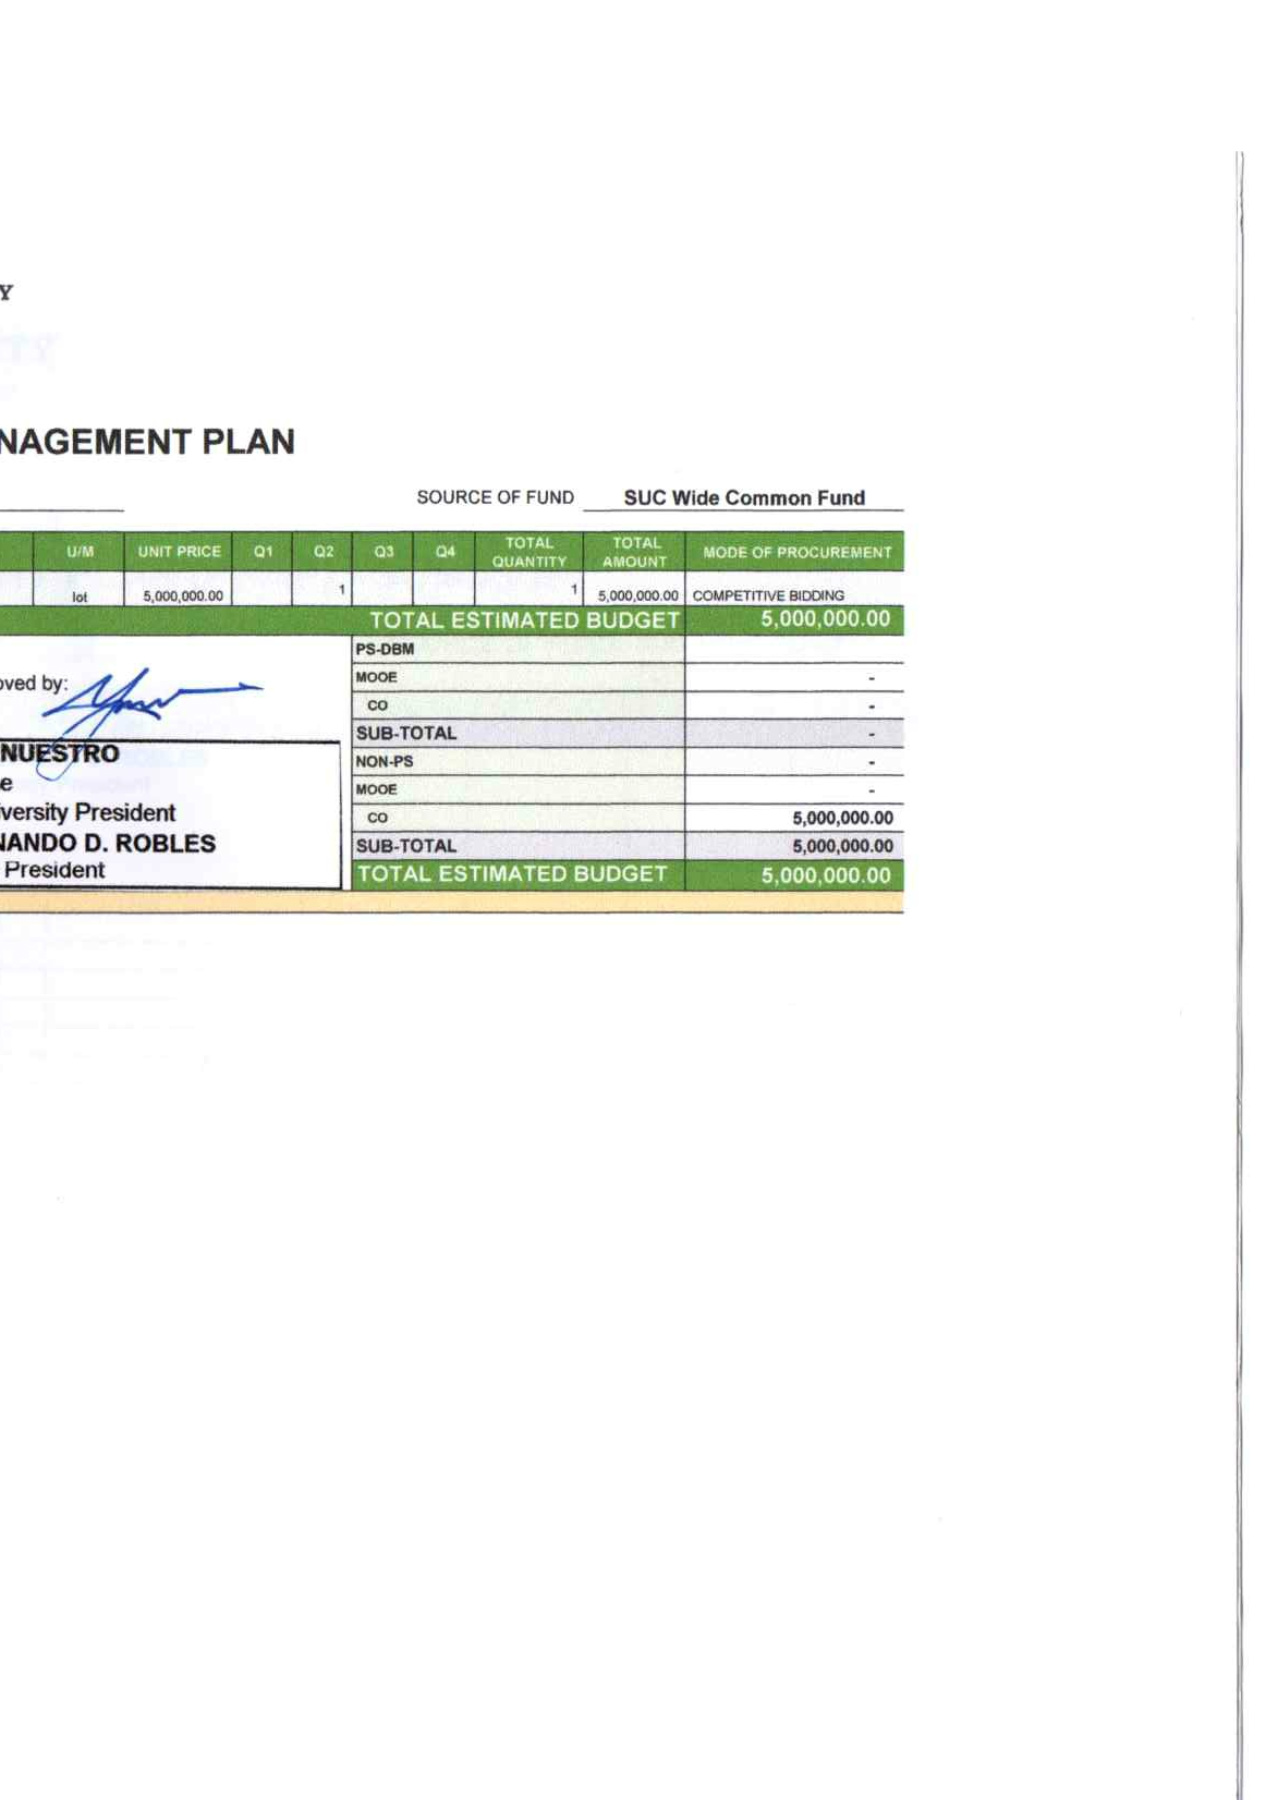 Y
NAGEMENT PLAN
SOURCE OF FUND SUC Wide Common Fund
U/M UNIT PRICE Q1 Q2 Q3 Q4 TOTAL QUANTITY TOTAL AMOUNT MODE OF PROCUREMENT
lot 5,000,000.00 1 1 5,000,000.00 COMPETITIVE BIDDING
TOTAL ESTIMATED BUDGET 5,000,000.00
PS-DBM
oved by:
MOOE -
CO -
SUB-TOTAL -
NUESTRO
NON-PS -
e
MOOE -
iversity President
CO 5,000,000.00
NANDO D. ROBLES
SUB-TOTAL 5,000,000.00
President
TOTAL ESTIMATED BUDGET 5,000,000.00